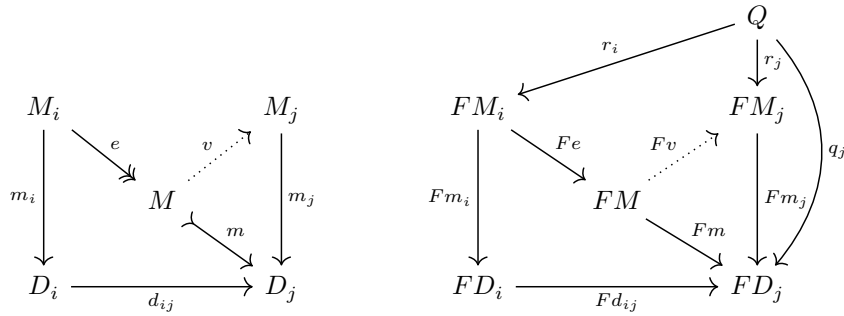 Q
r_i r_j
M_i M_j FM_i FM_j
e v Fe Fv q_j
m_i M m_j Fm_i FM Fm_j
m Fm
D_i D_j FD_i FD_j
d_{ij} Fd_{ij}